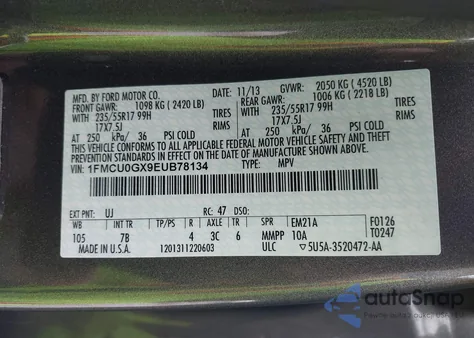 MFD. BY FORD MOTOR CO.
11/13 GVWR: 2050 KG (4520 LB)
FRONT GAWR: 1098 KG (2420 LB) REAR GAWR: 1006 KG (2218 LB)
WITH 235/55R17 99H TIRES WITH 235/55R17 99H TIRES
17X7.5J RIMS 17X7.5J RIMS
AT 250 kPa/ 36 PSI COLD AT 250 kPa/ 36 PSI COLD
THIS VEHICLE CONFORMS TO ALL APPLICABLE FEDERAL MOTOR VEHICLE SAFETY AND
BUMPER AND THEFT PREVENTION STANDARDS IN EFFECT ON THE DATE OF MANUFACTURE
SHOWN ABOVE.
VIN: 1FMCU0GX9EUB78134
TYPE: MPV
EXT PNT: UJ RC: 47 DSO:
WB INT TR TP/PS R AXLE TR SPR EM21A F0126
105 7B 4 3C 6 MMPP 10A T0247
MADE IN U.S.A. 1201311220603 ULC 5U5A-3520472-AA
autoSnap